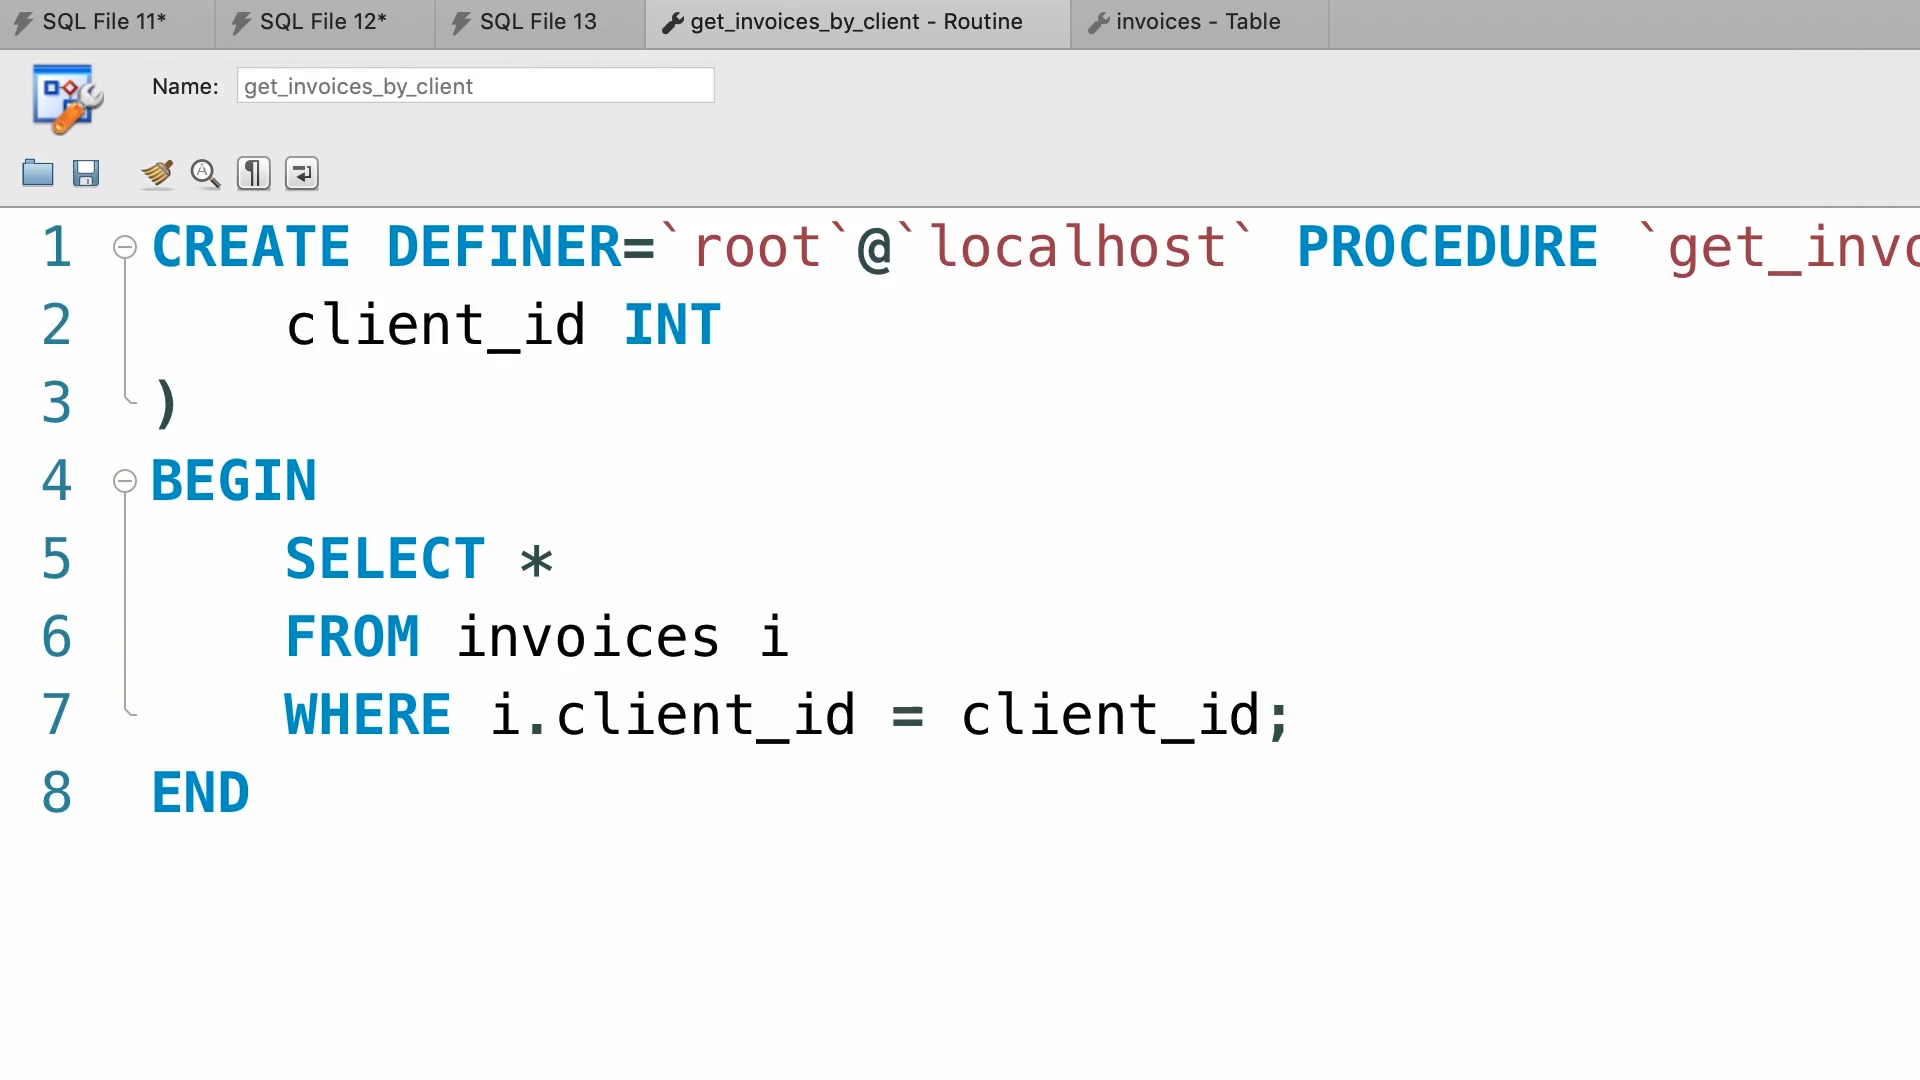 SQL File 11* SQL File 12* SQL File 13 get_invoices_by_client - Routine invoices - Table
Name: get_invoices_by_client
1 CREATE DEFINER=`root`@`localhost` PROCEDURE `get_invo
2 client_id INT
3 )
4 BEGIN
5 SELECT *
6 FROM invoices i
7 WHERE i.client_id = client_id;
8 END